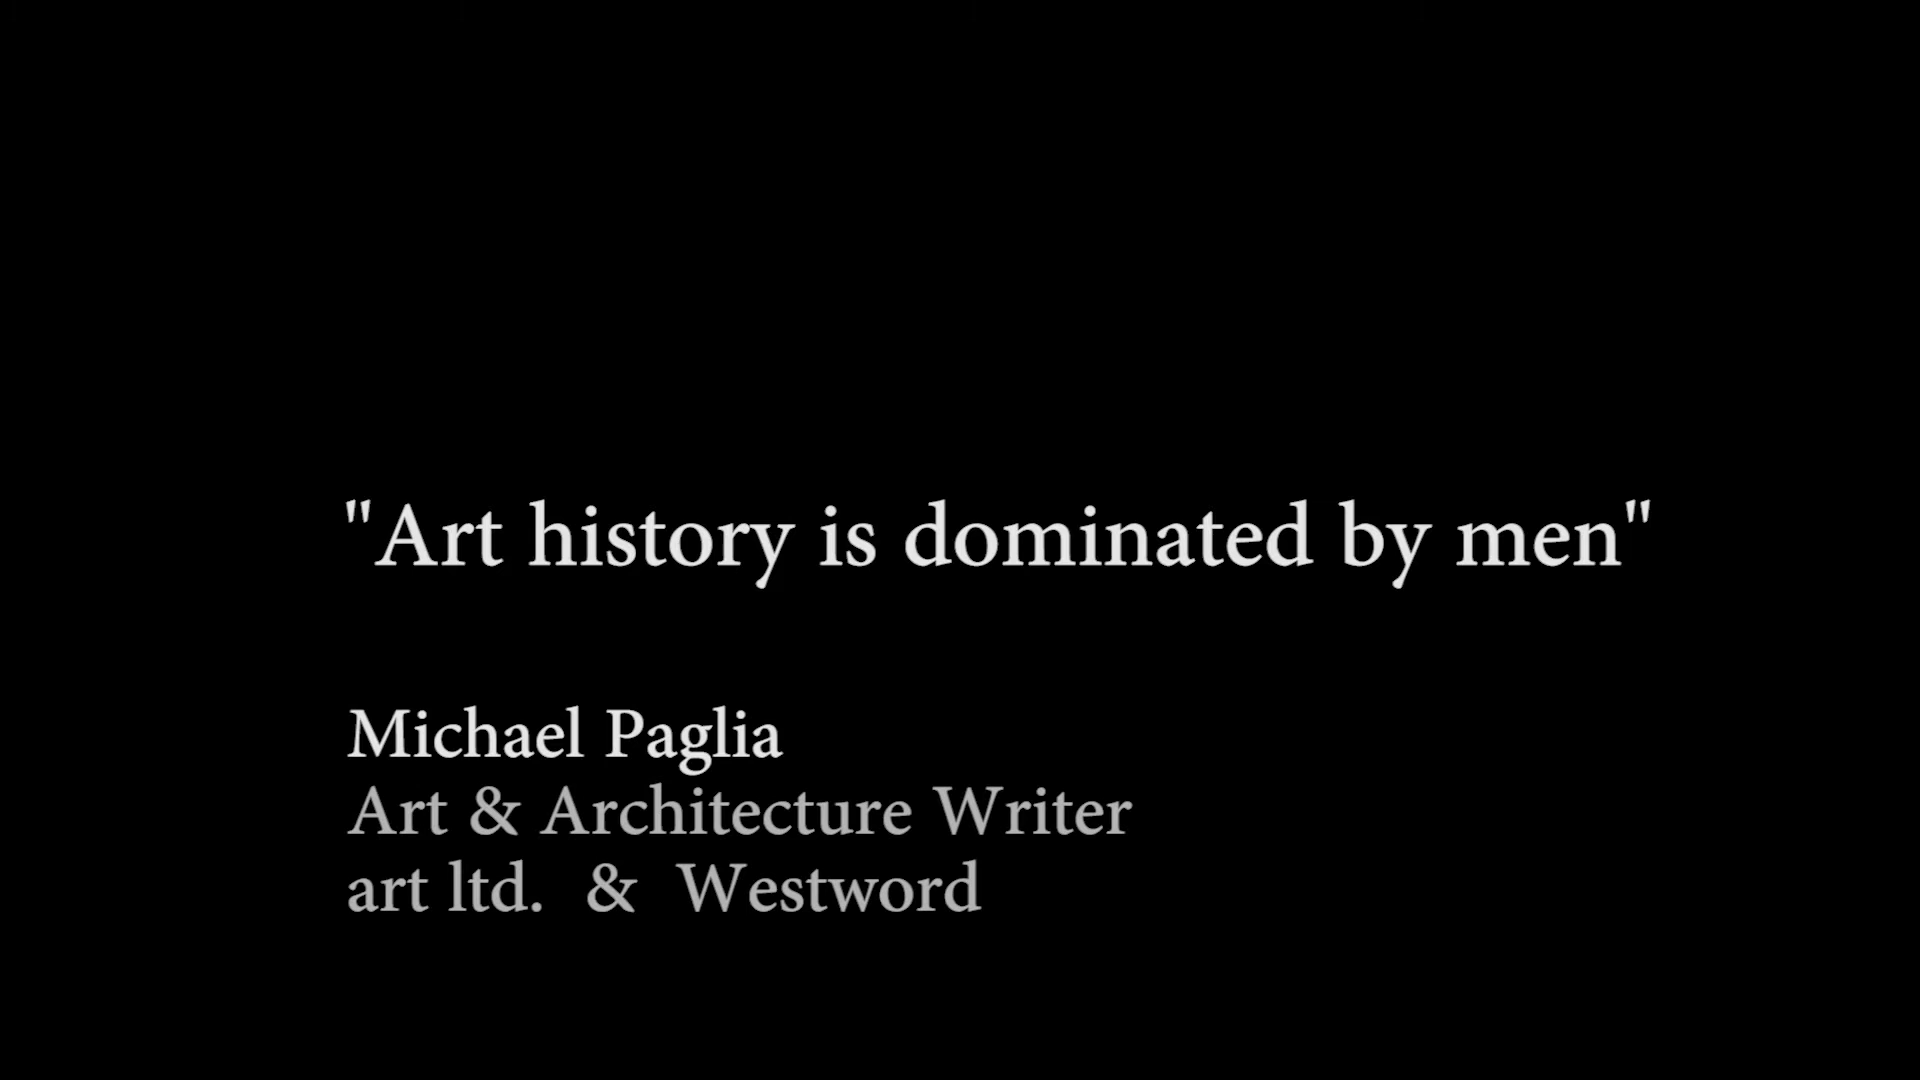 "Art history is dominated by men"
Michael Paglia
Art & Architecture Writer
art ltd. & Westword